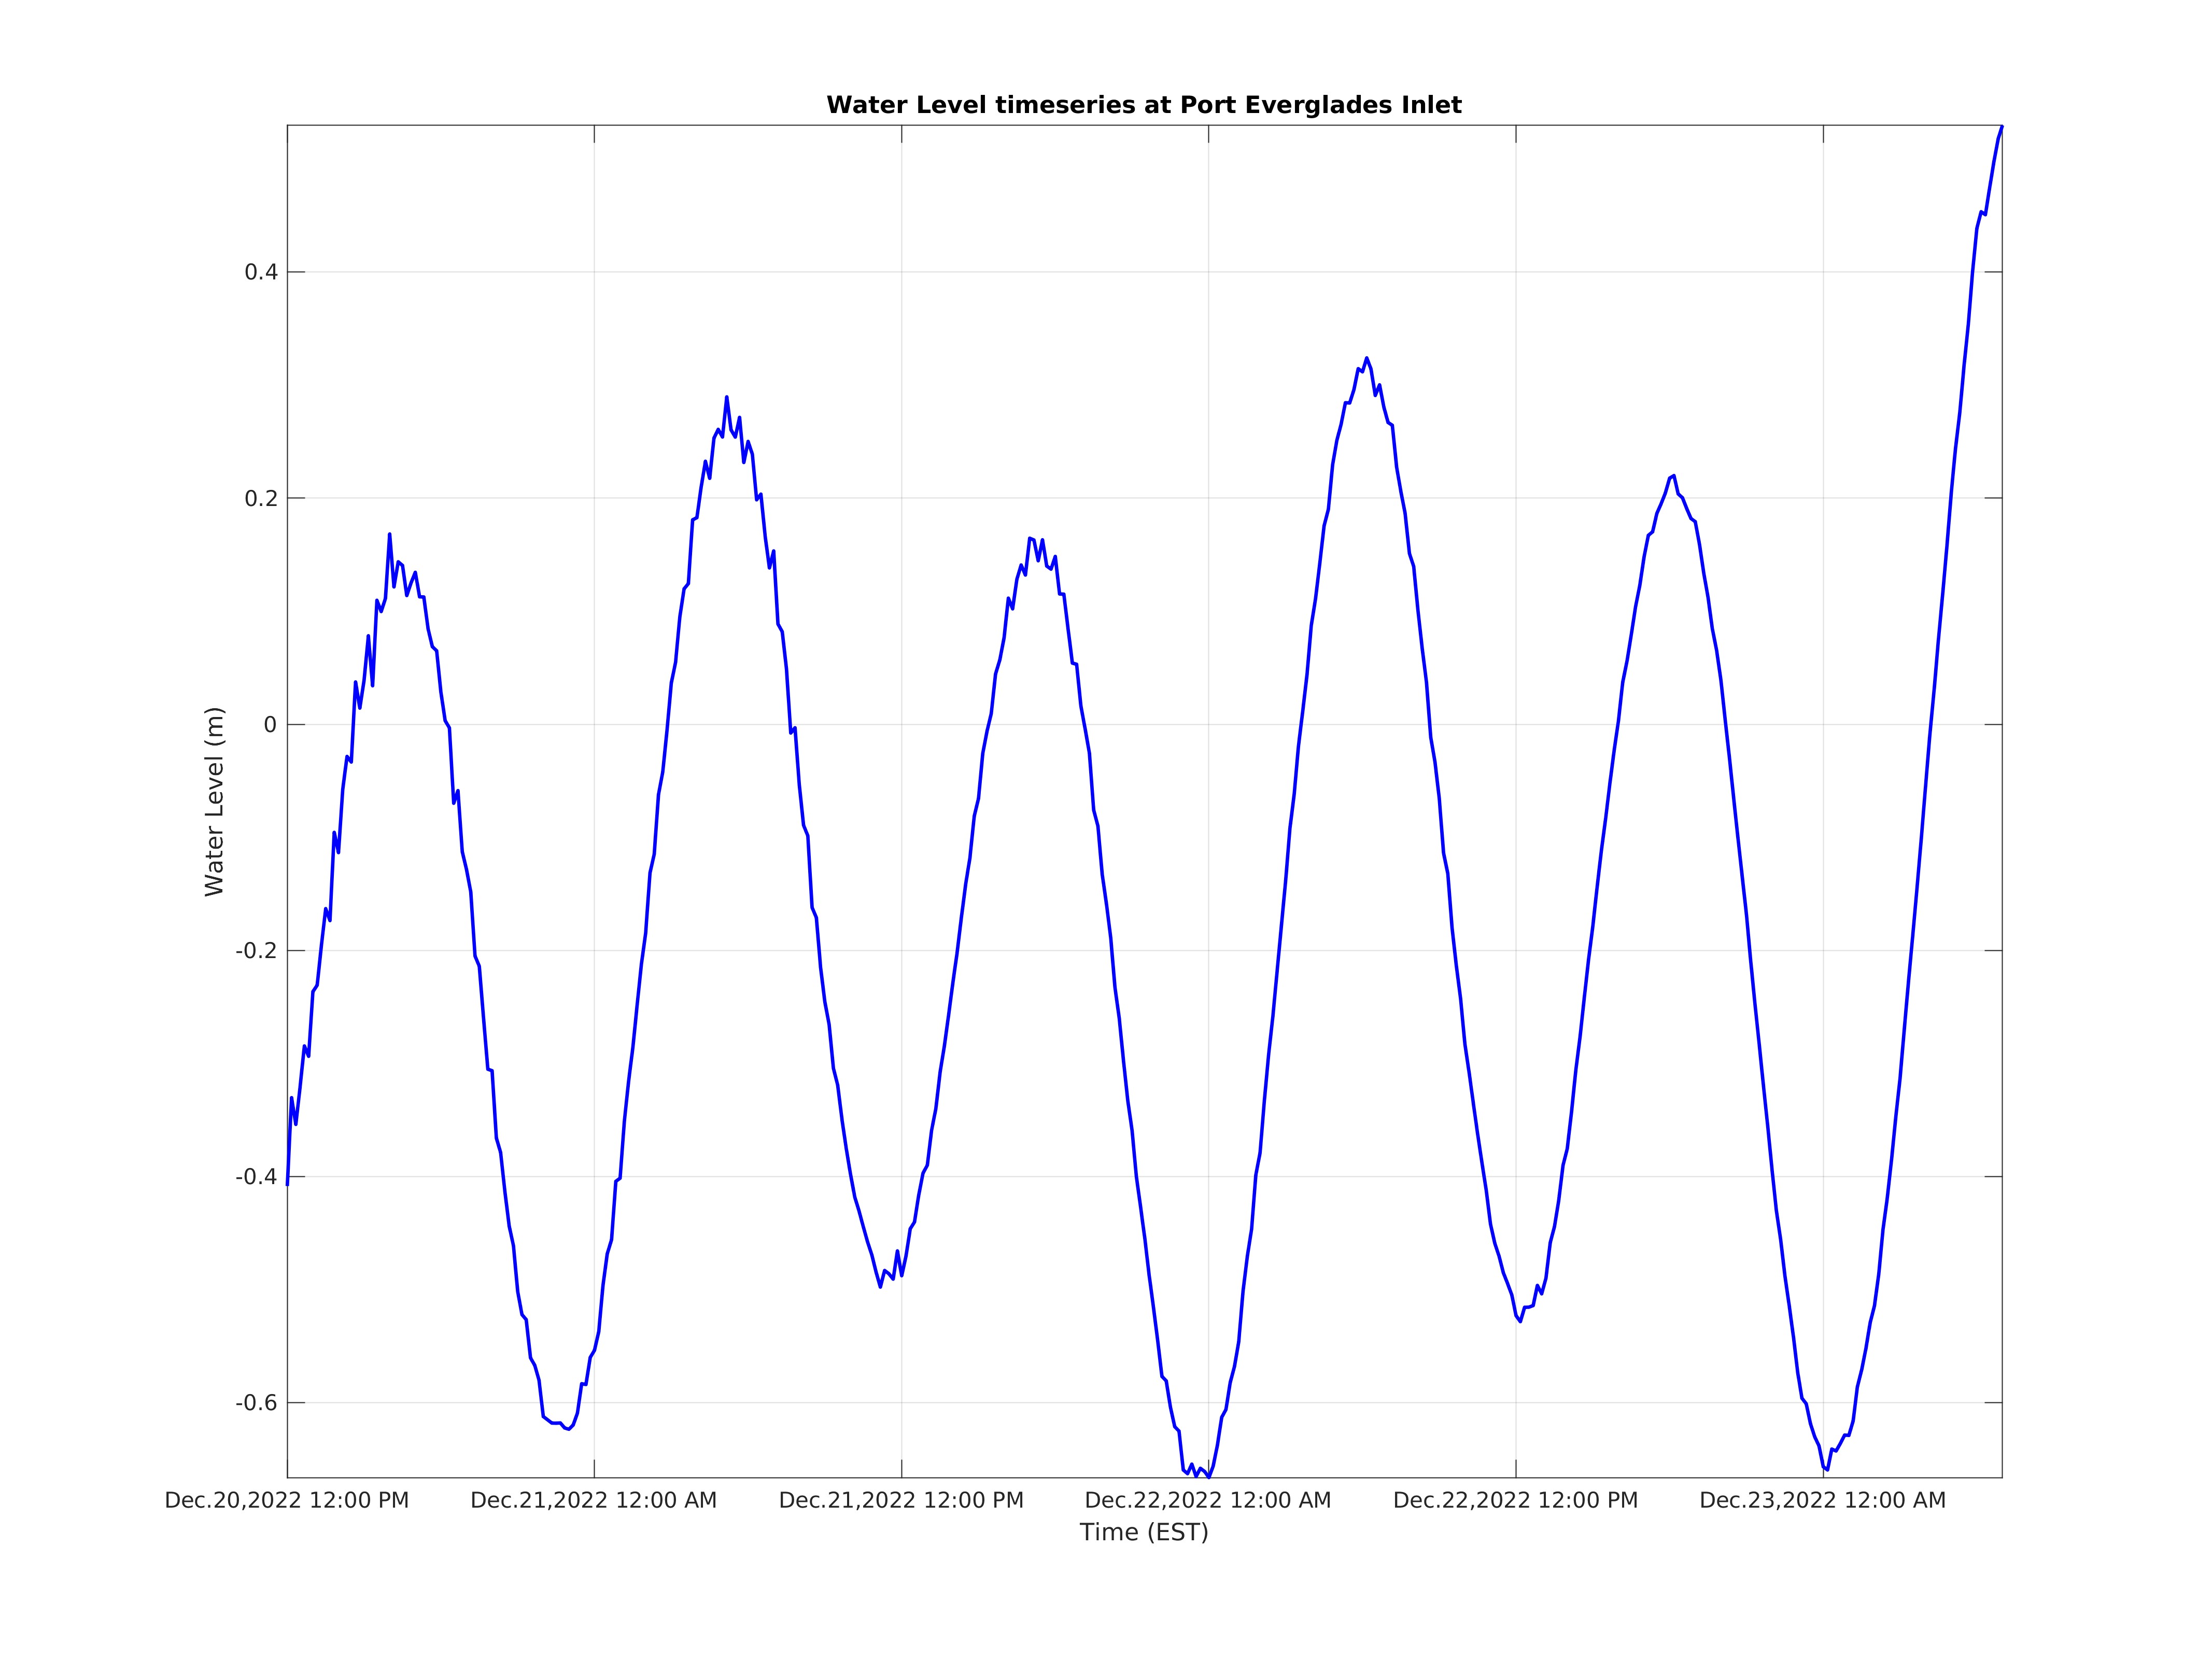 Water Level timeseries at Port Everglades Inlet
0.4
0.2
0
-0.2
-0.4
-0.6
Water Level (m)
Dec.20,2022 12:00 PM
Dec.21,2022 12:00 AM
Dec.21,2022 12:00 PM
Dec.22,2022 12:00 AM
Dec.22,2022 12:00 PM
Dec.23,2022 12:00 AM
Time (EST)